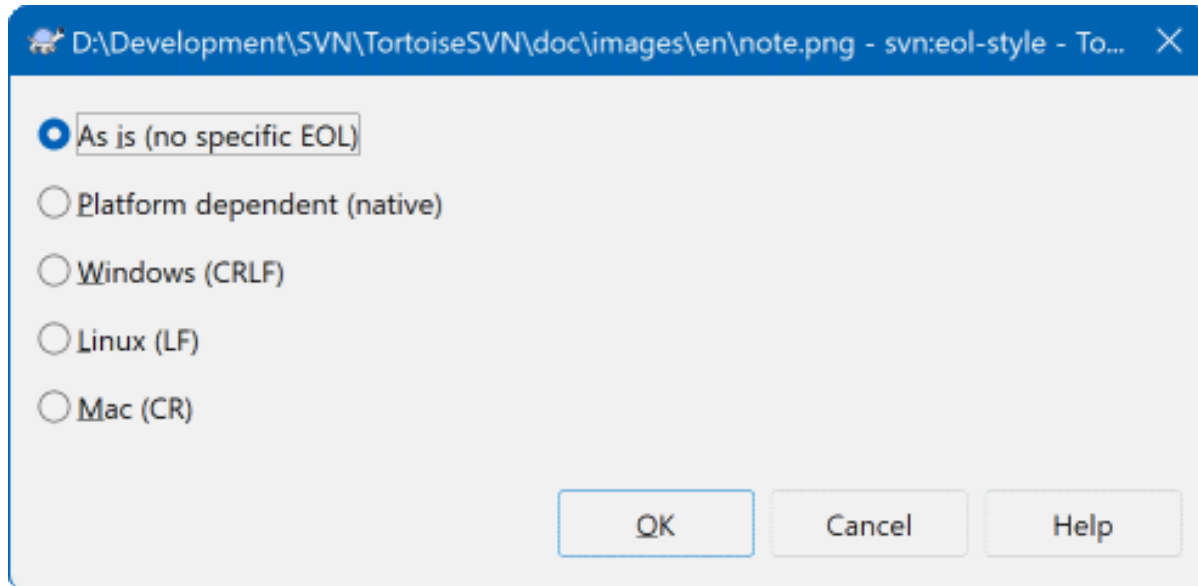 D:\Development\SVN\TortoiseSVN\doc\images\en\note.png - svn:eol-style - To...
As is (no specific EOL)
Platform dependent (native)
Windows (CRLF)
Linux (LF)
Mac (CR)
OK Cancel Help